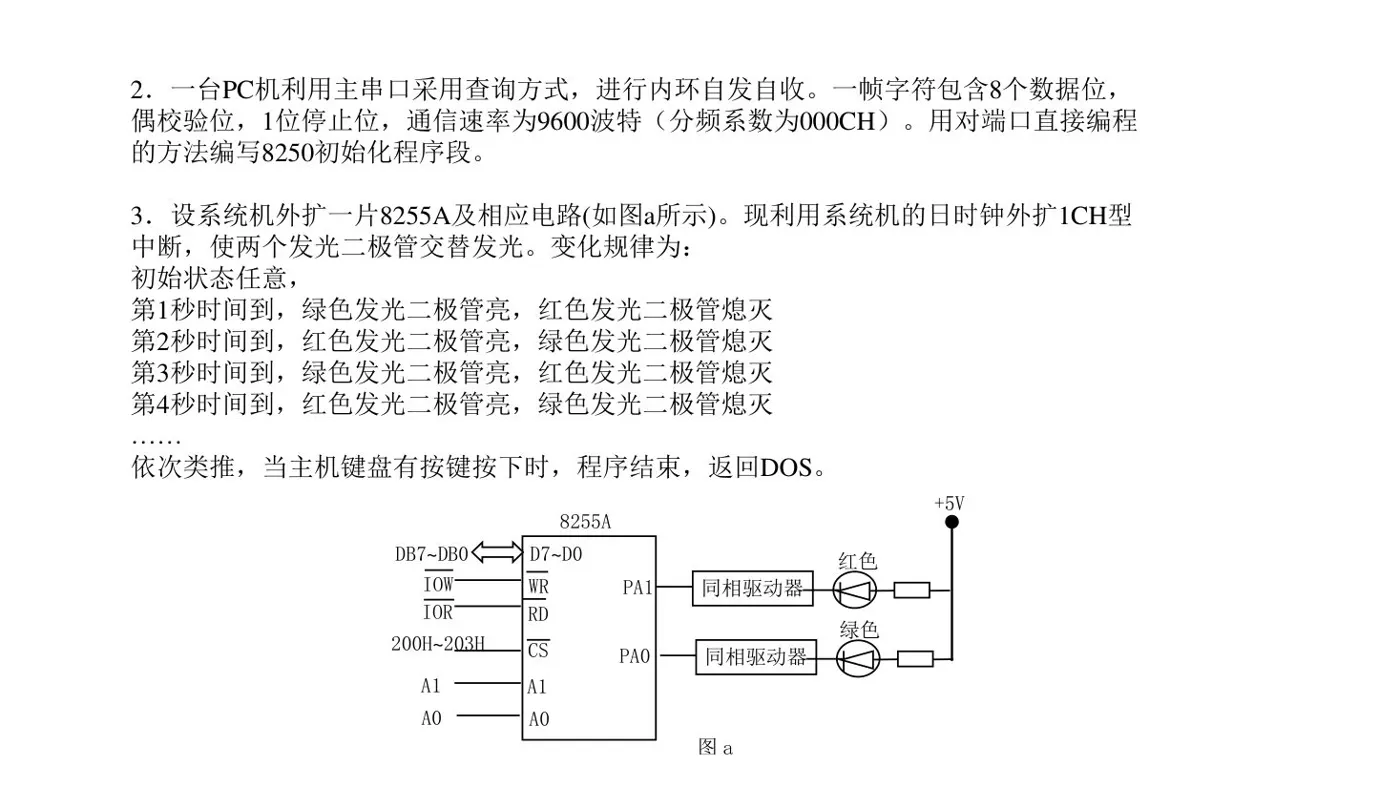 2．一台PC机利用主串口采用查询方式，进行内环自发自收。一帧字符包含8个数据位，
偶校验位，1位停止位，通信速率为9600波特（分频系数为000CH）。用对端口直接编程
的方法编写8250初始化程序段。
3．设系统机外扩一片8255A及相应电路(如图a所示)。现利用系统机的日时钟外扩1CH型
中断，使两个发光二极管交替发光。变化规律为：
初始状态任意，
第1秒时间到，绿色发光二极管亮，红色发光二极管熄灭
第2秒时间到，红色发光二极管亮，绿色发光二极管熄灭
第3秒时间到，绿色发光二极管亮，红色发光二极管熄灭
第4秒时间到，红色发光二极管亮，绿色发光二极管熄灭
……
依次类推，当主机键盘有按键按下时，程序结束，返回DOS。
+5V
8255A
DB7~DB0
D7~D0
红色
IOW
WR
PA1
同相驱动器
IOR
RD
绿色
200H~203H
CS
PA0
同相驱动器
A1
A1
A0
A0
图 a